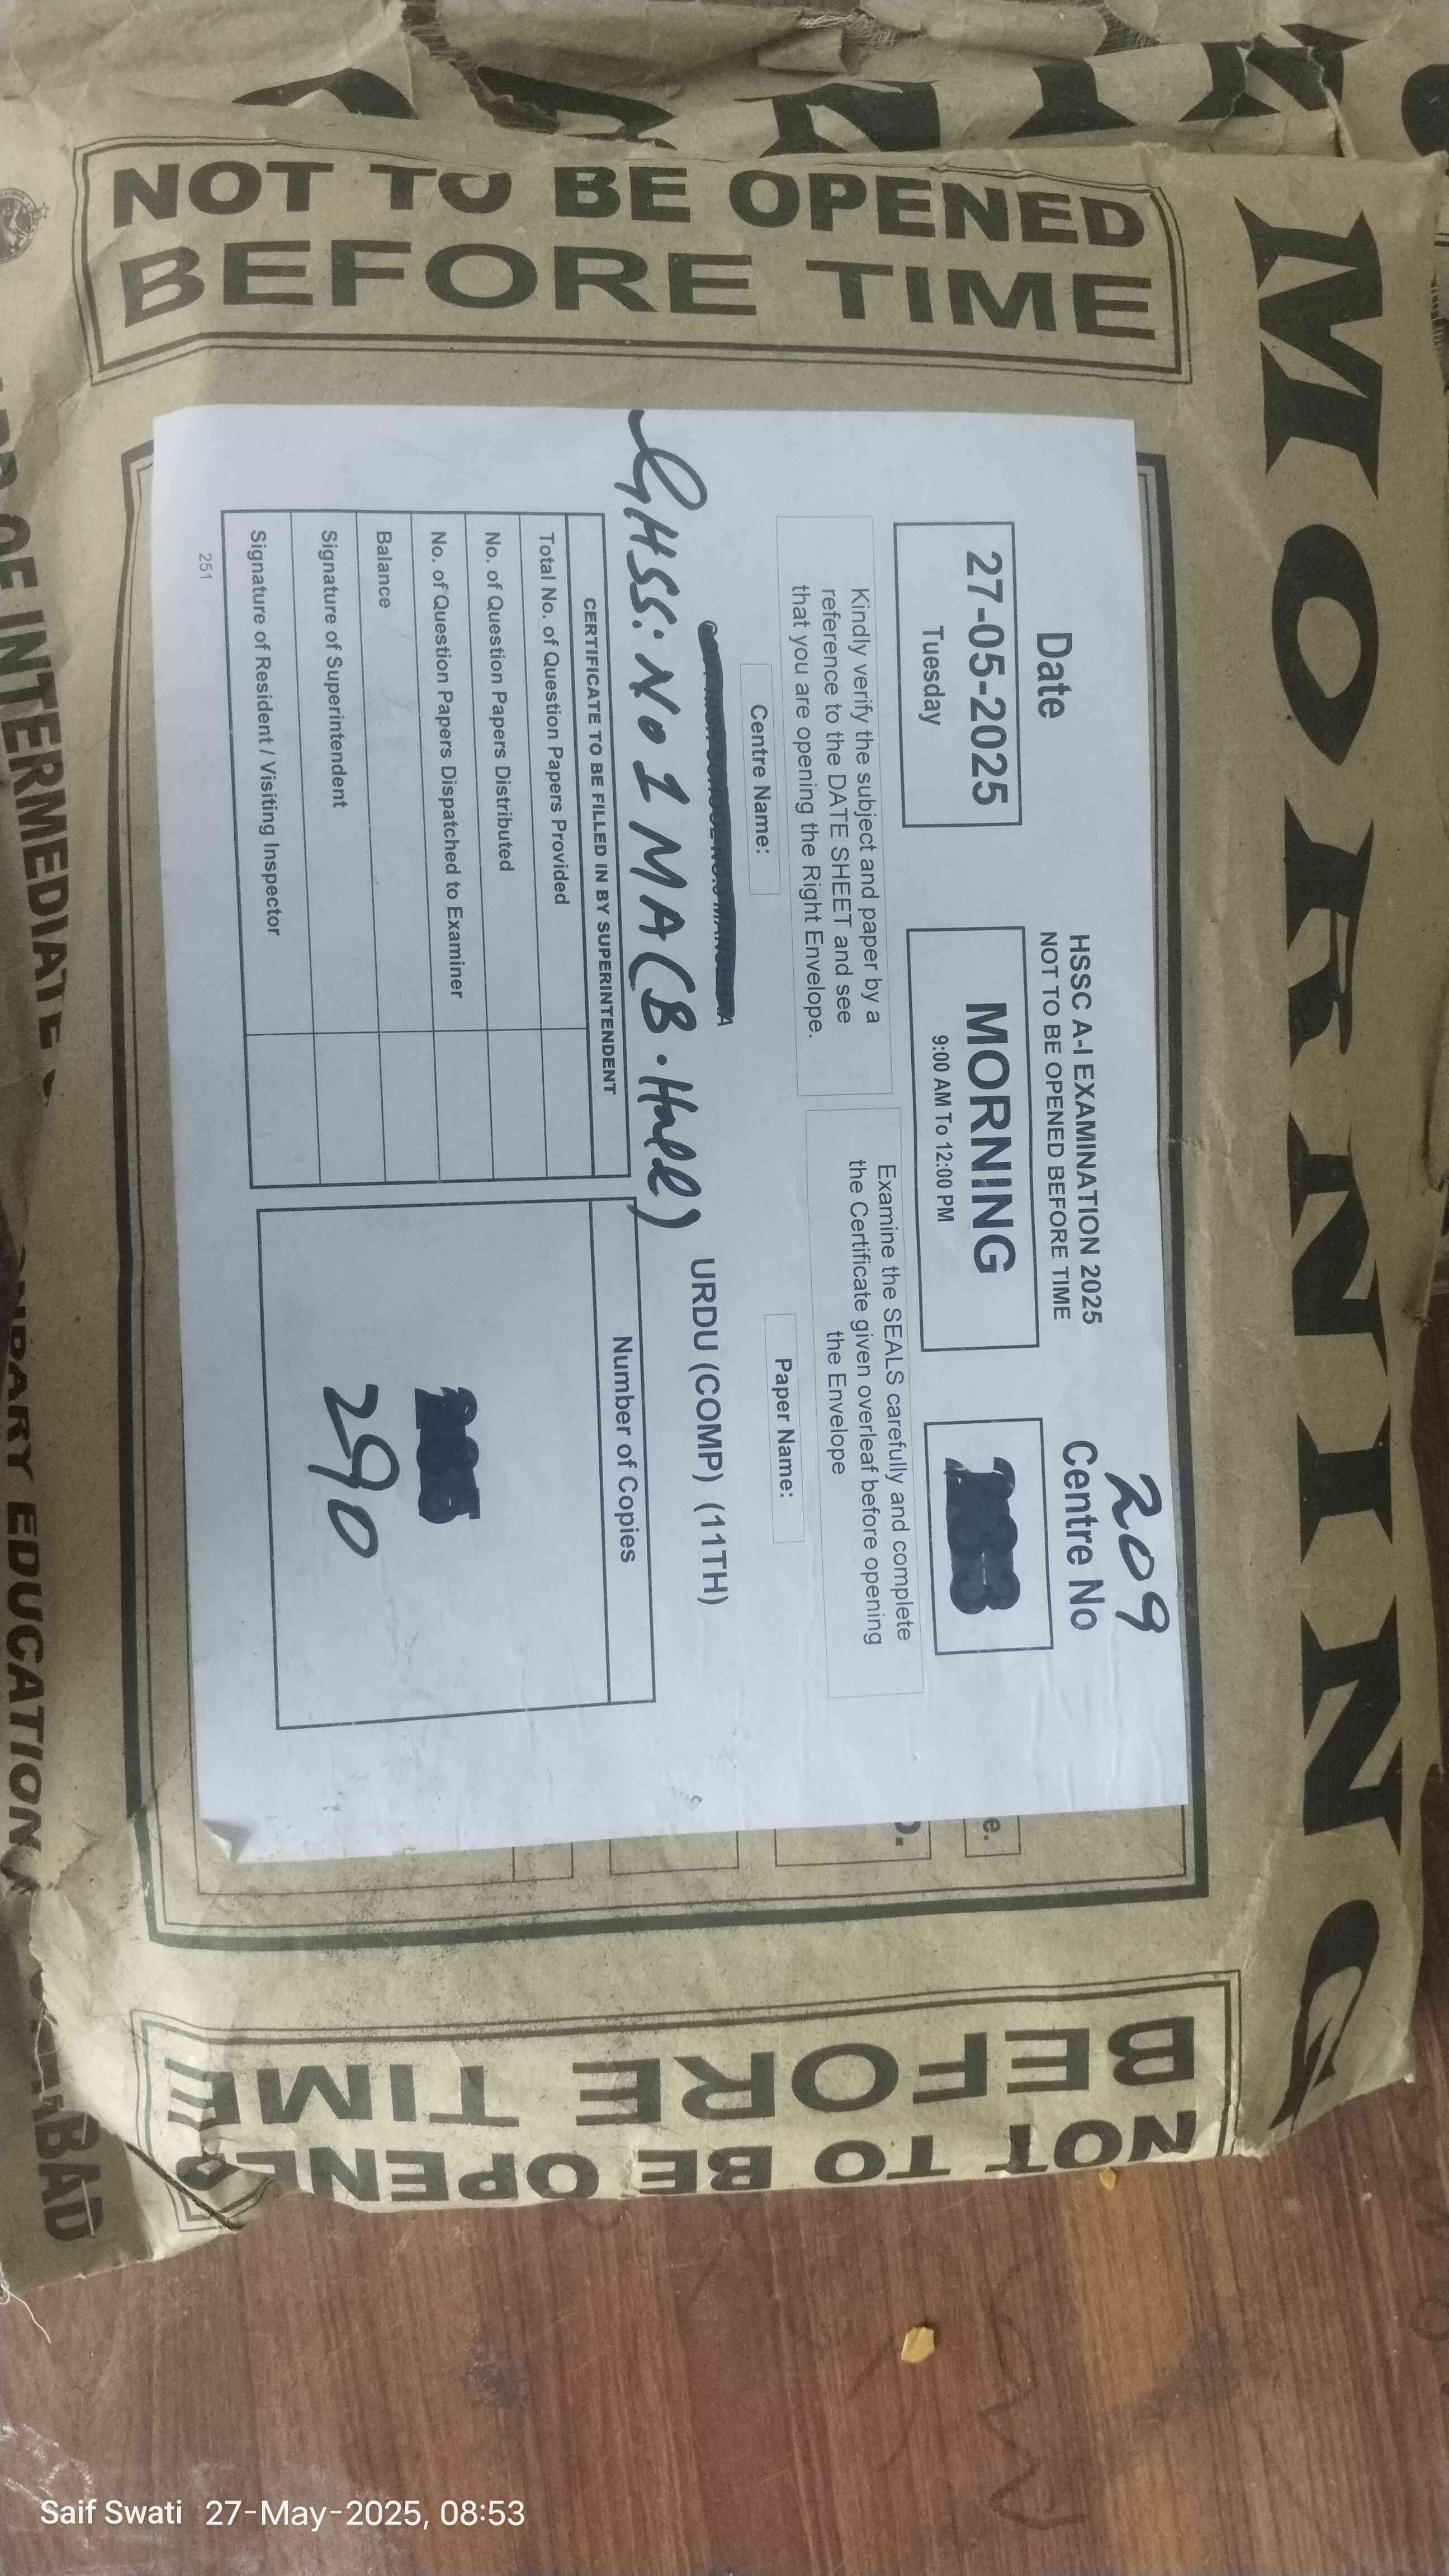 MORNING
NOT TO BE OPENED
BEFORE TIME
209
HSSC A-I EXAMINATION 2025
NOT TO BE OPENED BEFORE TIME
Date
Centre No
27-05-2025
Tuesday
MORNING
9:00 AM To 12:00 PM
Kindly verify the subject and paper by a
reference to the DATE SHEET and see
that you are opening the Right Envelope.
Examine the SEALS carefully and complete
the Certificate given overleaf before opening
the Envelope
Centre Name:
Paper Name:
GHSS: No 1 MA (B. Hall)
URDU (COMP) (11TH)
CERTIFICATE TO BE FILLED IN BY SUPERINTENDENT
Total No. of Question Papers Provided
No. of Question Papers Distributed
No. of Question Papers Dispatched to Examiner
Balance
Signature of Superintendent
Signature of Resident / Visiting Inspector
251
Number of Copies
290
NOT TO BE OPENED
BEFORE TIME
OF INTERMEDIATE
EDUCATION
Saif Swati 27-May-2025, 08:53